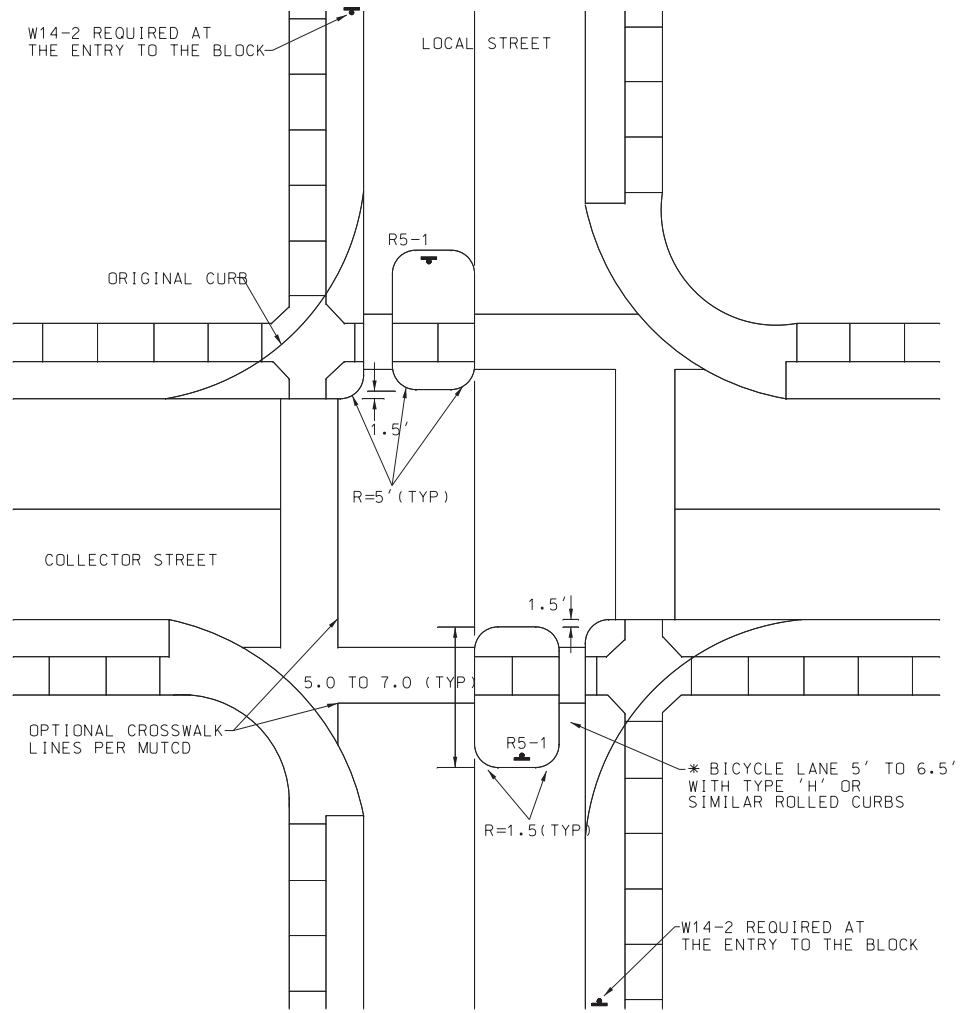 W14-2 REQUIRED AT
THE ENTRY TO THE BLOCK
LOCAL STREET
R5-1
ORIGINAL CURB
1.5'
R=5'(TYP)
COLLECTOR STREET
1.5'
5.0 TO 7.0 (TYP)
OPTIONAL CROSSWALK
LINES PER MUTCD
R5-1
* BICYCLE LANE 5' TO 6.5'
WITH TYPE 'H' OR
SIMILAR ROLLED CURBS
R=1.5(TYP)
W14-2 REQUIRED AT
THE ENTRY TO THE BLOCK